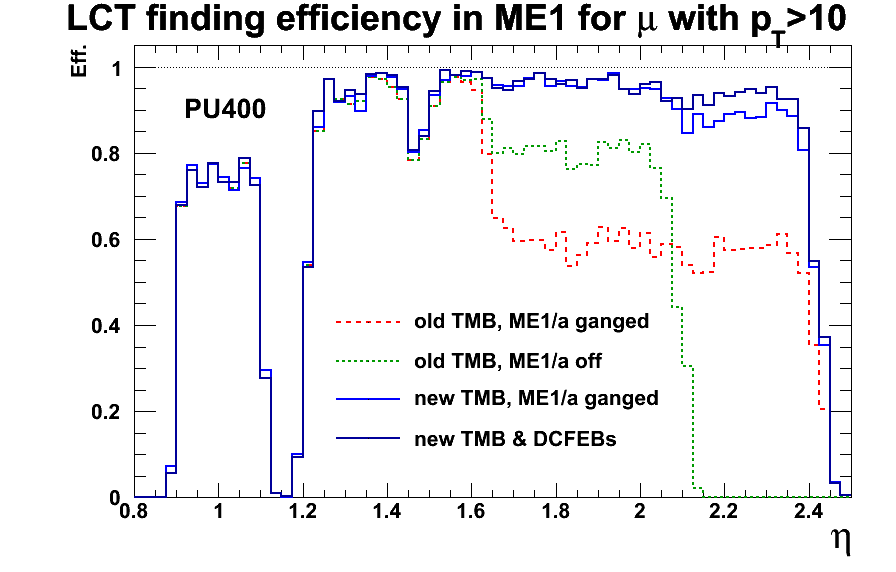 LCT finding efficiency in ME1 for μ with pT>10
Eff.
1
PU400
0.8
0.6
0.4
0.2
0
old TMB, ME1/a ganged
old TMB, ME1/a off
new TMB, ME1/a ganged
new TMB & DCFEBs
0.8 1 1.2 1.4 1.6 1.8 2 2.2 2.4
η